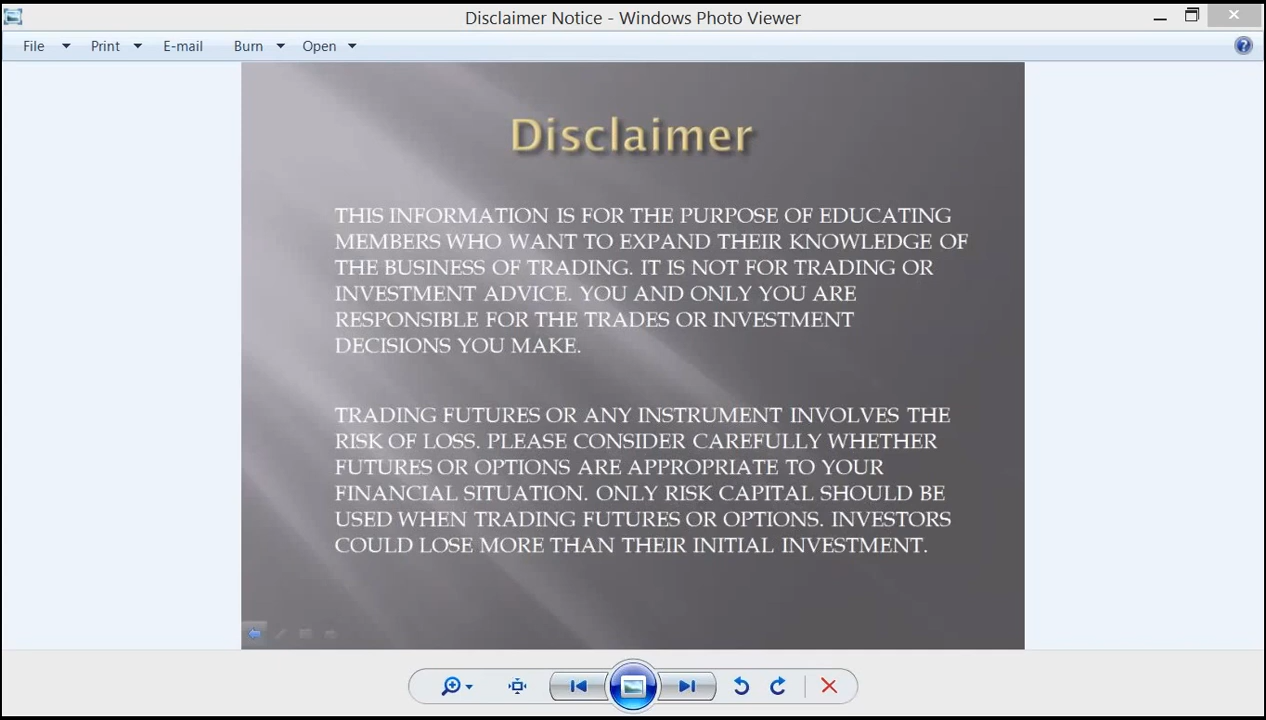 Disclaimer Notice - Windows Photo Viewer
File Print E-mail Burn Open
Disclaimer
THIS INFORMATION IS FOR THE PURPOSE OF EDUCATING
MEMBERS WHO WANT TO EXPAND THEIR KNOWLEDGE OF
THE BUSINESS OF TRADING. IT IS NOT FOR TRADING OR
INVESTMENT ADVICE. YOU AND ONLY YOU ARE
RESPONSIBLE FOR THE TRADES OR INVESTMENT
DECISIONS YOU MAKE.
TRADING FUTURES OR ANY INSTRUMENT INVOLVES THE
RISK OF LOSS. PLEASE CONSIDER CAREFULLY WHETHER
FUTURES OR OPTIONS ARE APPROPRIATE TO YOUR
FINANCIAL SITUATION. ONLY RISK CAPITAL SHOULD BE
USED WHEN TRADING FUTURES OR OPTIONS. INVESTORS
COULD LOSE MORE THAN THEIR INITIAL INVESTMENT.